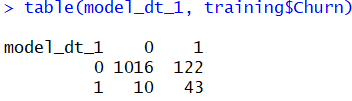 > table(model_dt_1, training$Churn)
model_dt_1 0 1
0 1016 122
1 10 43